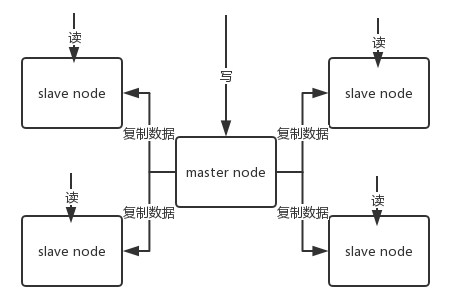 读
写
读
slave node
slave node
复制数据
复制数据
master node
读
读
复制数据
复制数据
slave node
slave node